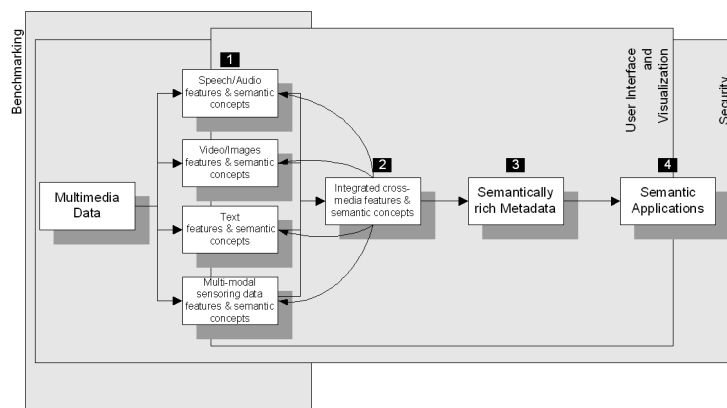 Benchmarking
1
Speech/Audio
features & semantic
concepts
Video/Images
features & semantic
concepts
Multimedia
Data
Text
features & semantic
concepts
Multi-modal
sensoring data
features & semantic
concepts
2
Integrated cross-
media features &
semantic concepts
3
Semantically
rich Metadata
4
Semantic
Applications
User Interface
and
Visualization
Security